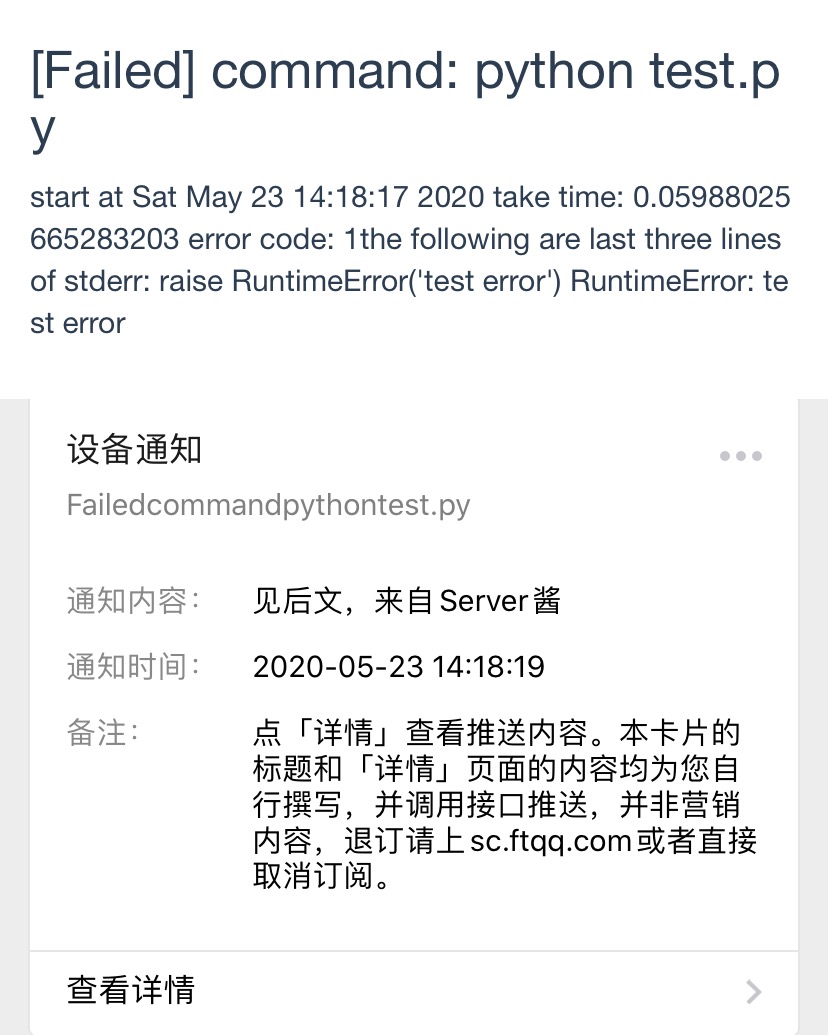 [Failed] command: python test.p
y
start at Sat May 23 14:18:17 2020 take time: 0.05988025
665283203 error code: 1the following are last three lines
of stderr: raise RuntimeError('test error') RuntimeError: te
st error
设备通知
Failedcommandpythontest.py
通知内容： 见后文，来自Server酱
通知时间： 2020-05-23 14:18:19
备注： 点「详情」查看推送内容。本卡片的
标题和「详情」页面的内容均为您自
行撰写，并调用接口推送，并非营销
内容，退订请上sc.ftqq.com或者直接
取消订阅。
查看详情